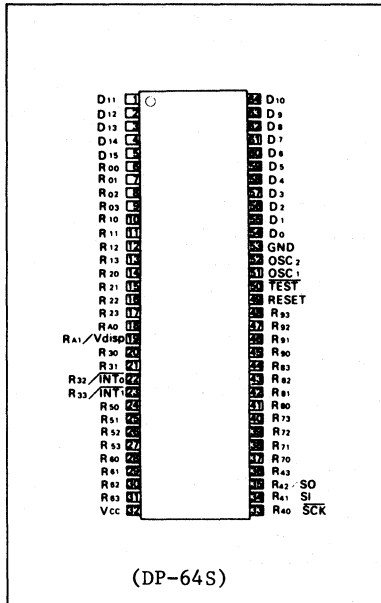 D11 1 64 D10
D12 2 63 D9
D13 3 62 D8
D14 4 61 D7
D15 5 60 D6
R00 6 59 D5
R01 7 58 D4
R02 8 57 D3
R03 9 56 D2
R10 10 55 D1
R11 11 54 D0
R12 12 53 GND
R13 13 52 OSC2
R20 14 51 OSC1
R21 15 50 TEST
R22 16 49 RESET
R23 17 48 R93
RA0 18 47 R92
RA1/Vdisp 19 46 R91
R30 20 45 R90
R31 21 44 R83
R32/INT0 22 43 R82
R33/INT1 23 42 R81
R50 24 41 R80
R51 25 40 R73
R52 26 39 R72
R53 27 38 R71
R60 28 37 R70
R61 29 36 R43
R62 30 35 R42/SO
R63 31 34 R41 SI
Vcc 32 33 R40 SCK
(DP-64S)